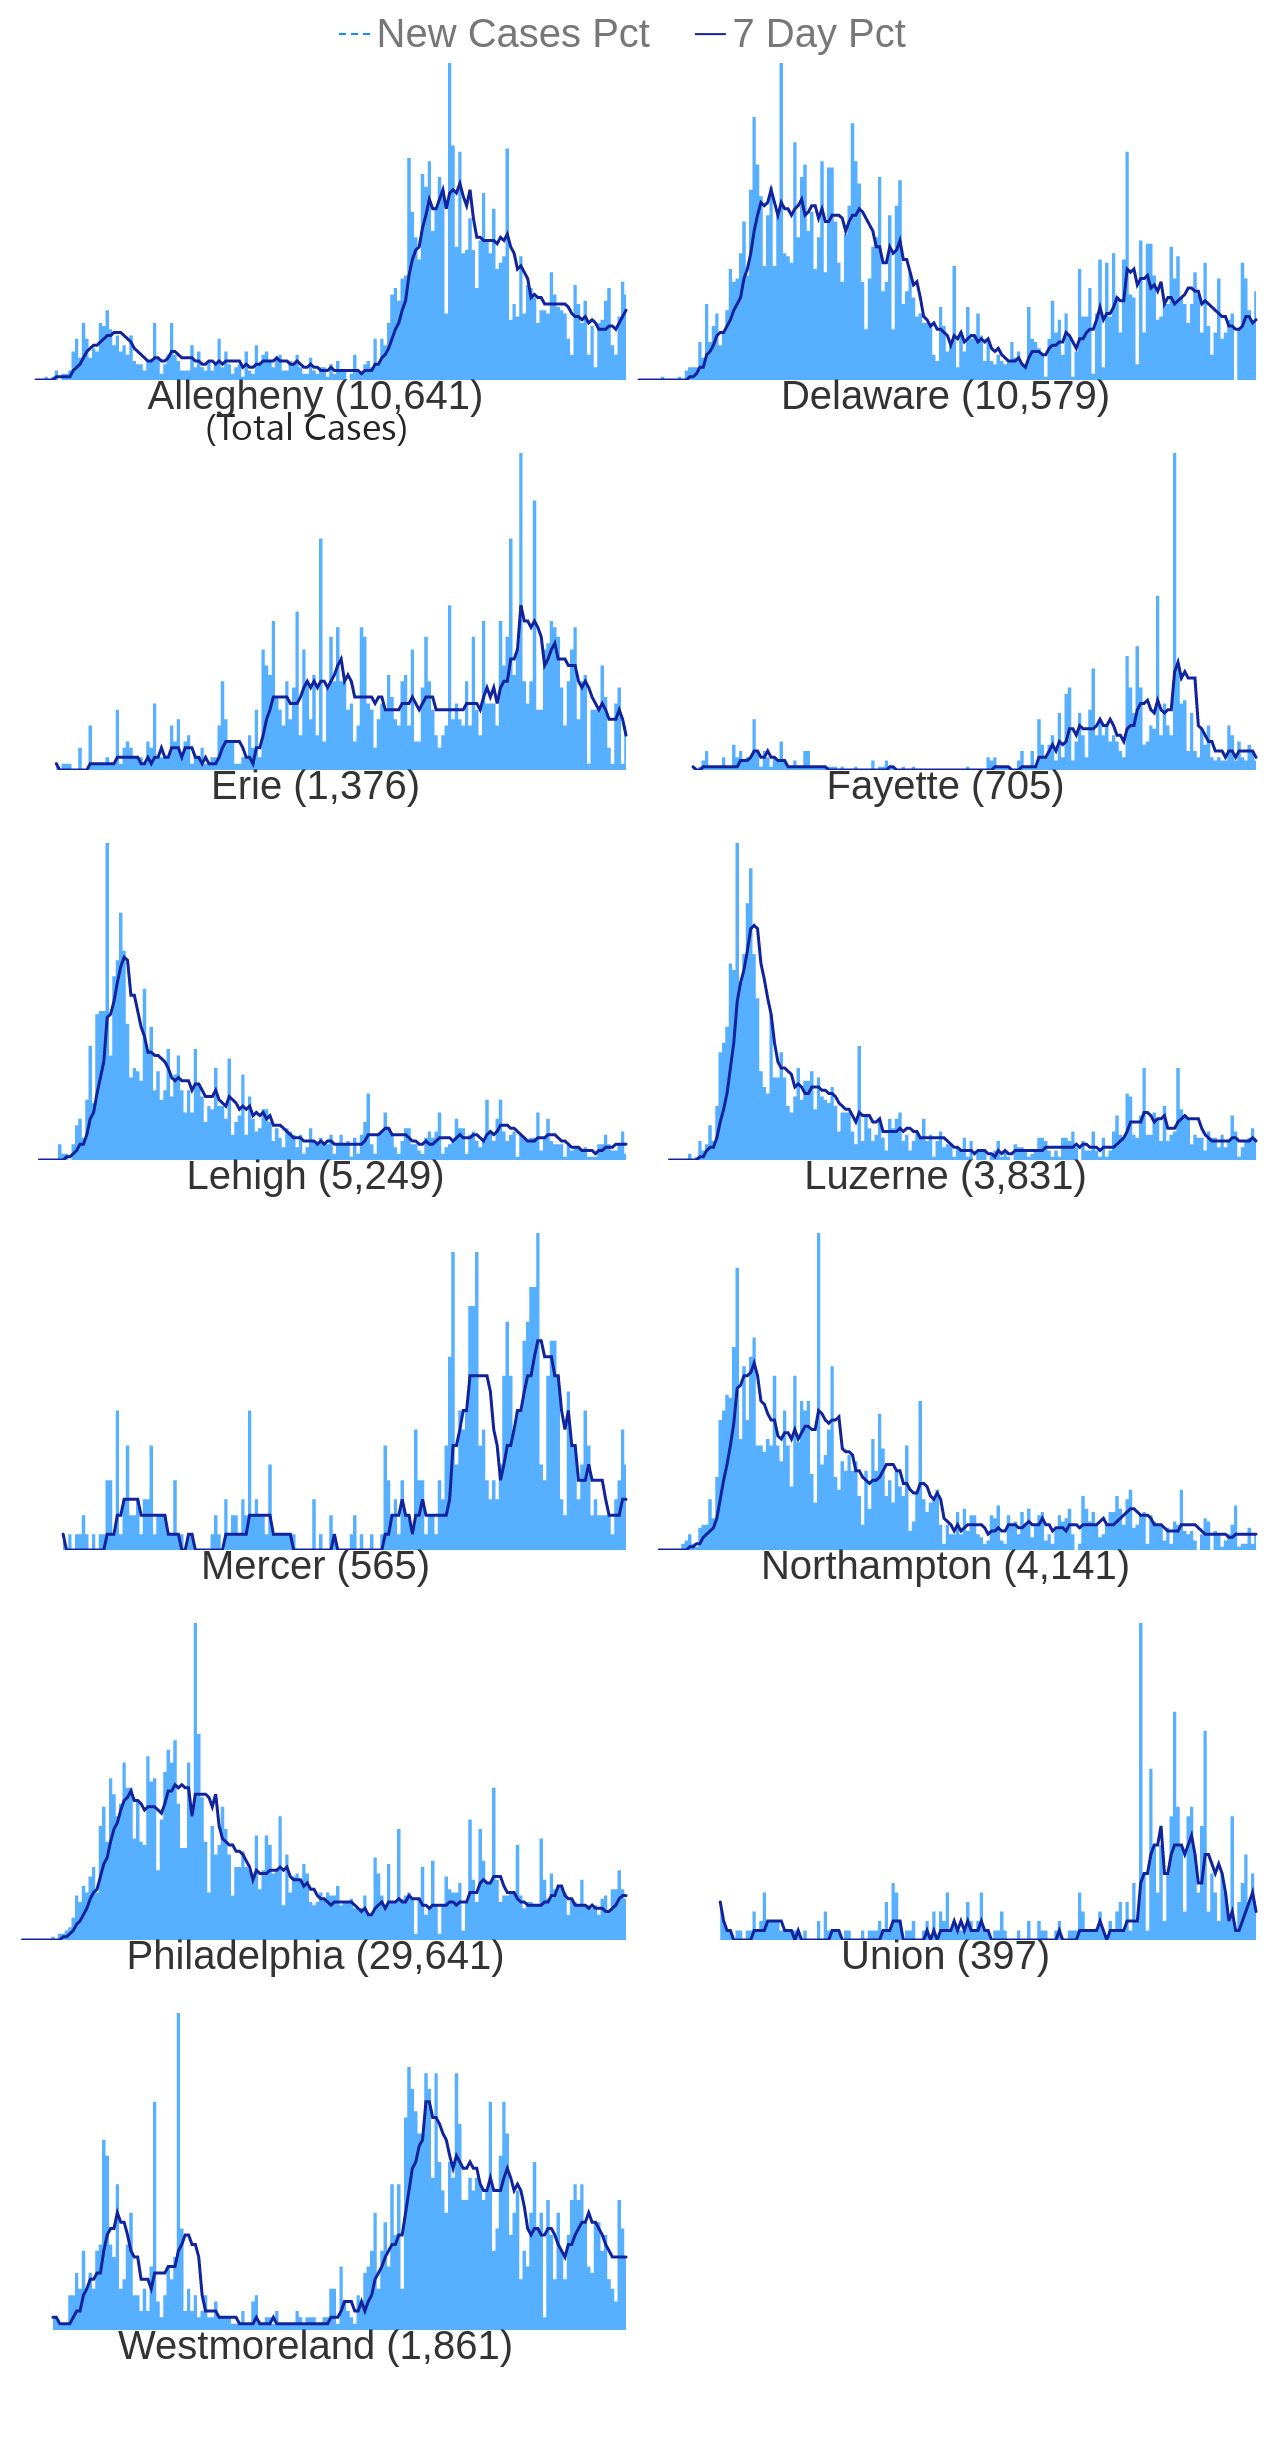 New Cases Pct 7 Day Pct
Allegheny (10,641) Delaware (10,579)
(Total Cases)
Erie (1,376) Fayette (705)
Lehigh (5,249) Luzerne (3,831)
Mercer (565) Northampton (4,141)
Philadelphia (29,641) Union (397)
Westmoreland (1,861)